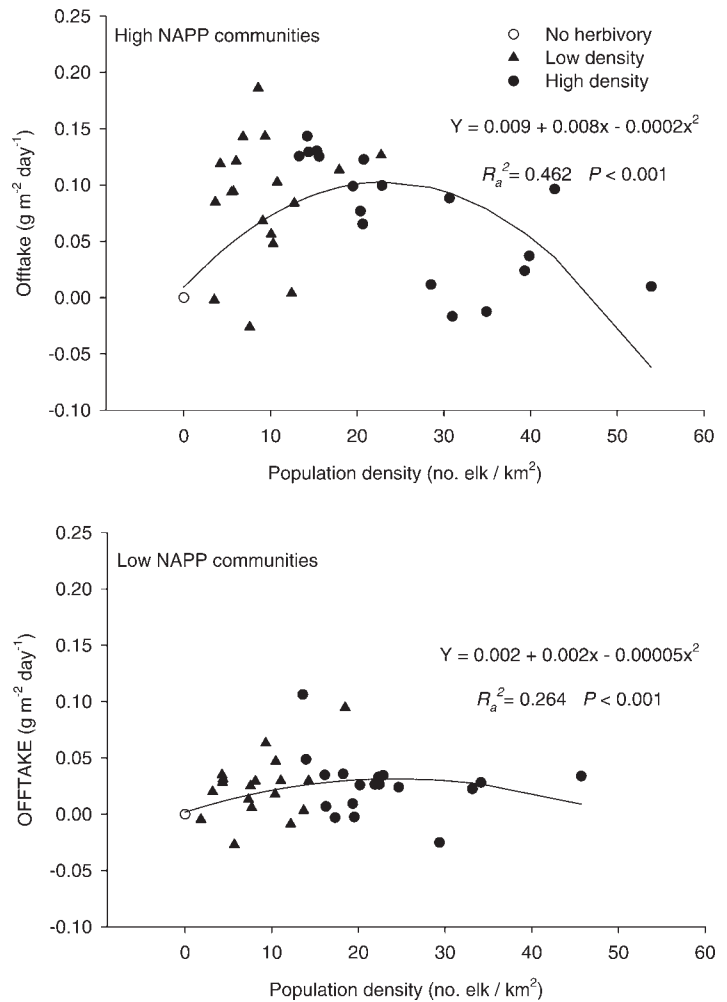 0.25
High NAPP communities
No herbivory
Low density
High density
0.20
0.15
Y = 0.009 + 0.008x - 0.0002x²
Rₐ² = 0.462 P < 0.001
0.10
0.05
0.00
-0.05
-0.10
Offtake (g m⁻² day⁻¹)
0 10 20 30 40 50 60
Population density (no. elk / km²)
0.25
Low NAPP communities
0.20
0.15
Y = 0.002 + 0.002x - 0.00005x²
Rₐ² = 0.264 P < 0.001
0.10
0.05
0.00
-0.05
-0.10
OFFTAKE (g m⁻² day⁻¹)
0 10 20 30 40 50 60
Population density (no. elk / km²)